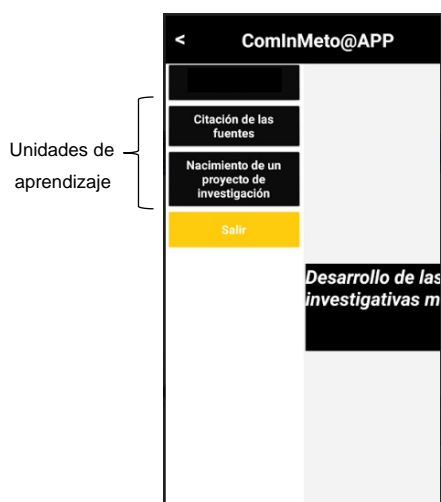 < ComInMeto@APP
Citación de las
fuentes
Unidades de
aprendizaje
Nacimiento de un
proyecto de
investigación
Salir
Desarrollo de las
investigativas m